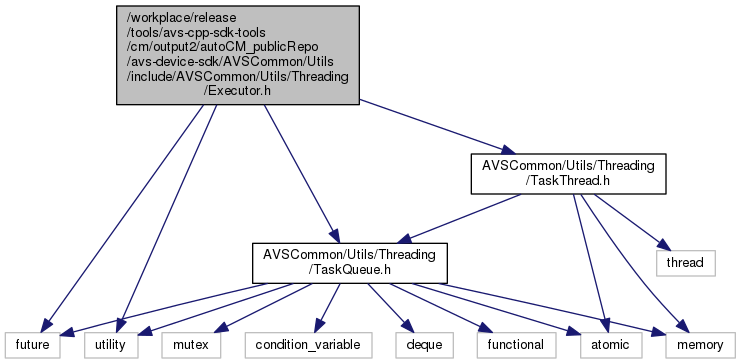 /workplace/release
/tools/avs-cpp-sdk-tools
/cm/output2/autoCM_publicRepo
/avs-device-sdk/AVSCommon/Utils
/include/AVSCommon/Utils/Threading
/Executor.h
AVSCommon/Utils/Threading
/TaskThread.h
AVSCommon/Utils/Threading
/TaskQueue.h
thread
future
utility
mutex
condition_variable
deque
functional
atomic
memory